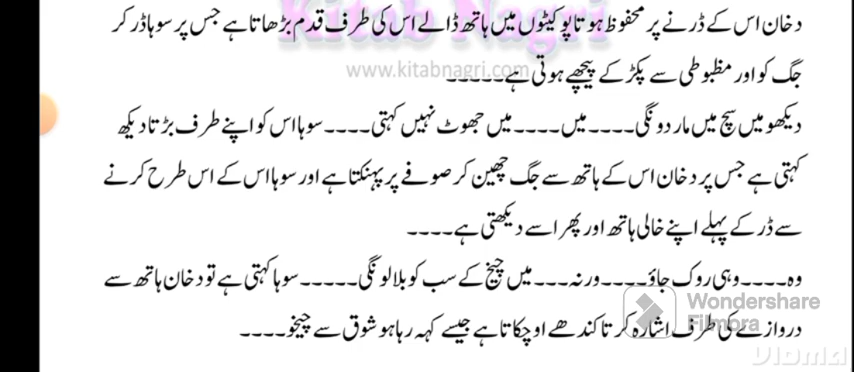 Kitab Nagri
دخان اس کے ڈرنے پر محفوظ ہوتا پوکیٹوں میں ہاتھ ڈالے اس کی طرف قدم بڑھاتا ہے جس پر سوہا ڈر کر
www.kitabnagri.com
جگ کو اور مظبوطی سے پکڑ کے پیچھے ہوتی ہے۔۔۔۔۔
دیکھو میں سچ میں مار دونگی۔۔۔۔ میں۔۔۔۔ میں جھوٹ نہیں کہتی۔۔۔۔ سوہا اس کو اپنے طرف بڑتا دیکھ
کہتی ہے جس پر دخان اس کے ہاتھ سے جگ چھین کر صوفے پر پھنکتا ہے اور سوہا اس کے اس طرح کرنے
سے ڈر کے پہلے اپنے خالی ہاتھ اور پھر اسے دیکھتی ہے۔۔۔۔
وہ۔۔۔۔ وہی روک جاؤ۔۔۔۔ ورنہ۔۔۔ میں چیخ کے سب کو بلا لونگی۔۔۔۔۔ سوہا کہتی ہے تو دخان ہاتھ سے
Wondershare
Filmora
دروازے کی طرف اشارہ کرتا کندھے اوچکاتا ہے جیسے کہہ رہا ہو شوق سے چیخو۔۔۔۔